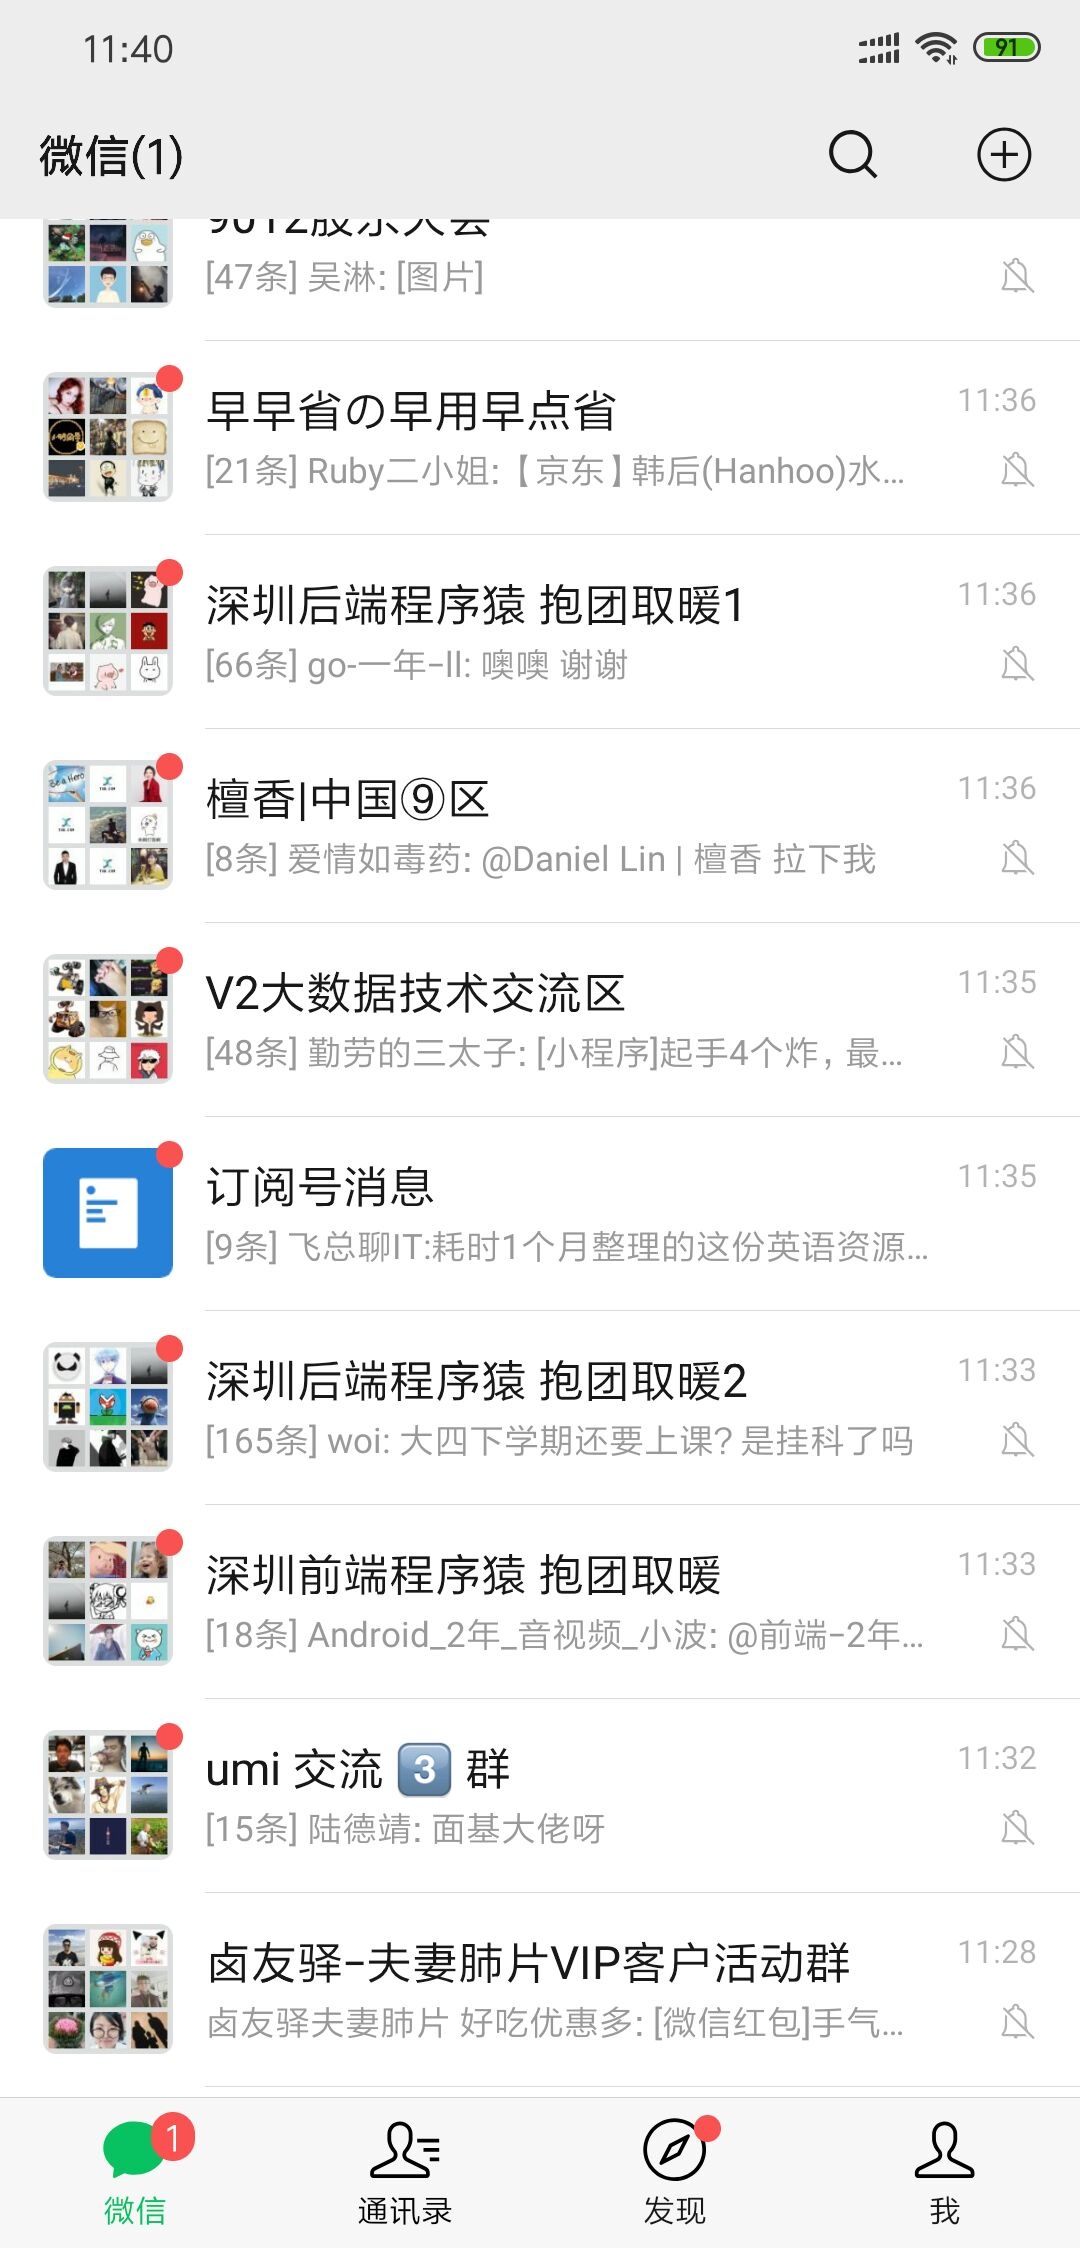 11:40
91
微信(1)
9012股东大会
[47条] 吴淋: [图片]
早早省の早用早点省
11:36
[21条] Ruby二小姐:【京东】韩后(Hanhoo)水...
深圳后端程序猿 抱团取暖1
11:36
[66条] go-一年-ll: 噢噢 谢谢
檀香|中国⑨区
11:36
[8条] 爱情如毒药: @Daniel Lin | 檀香 拉下我
V2大数据技术交流区
11:35
[48条] 勤劳的三太子: [小程序]起手4个炸，最...
订阅号消息
11:35
[9条] 飞总聊IT:耗时1个月整理的这份英语资源...
深圳后端程序猿 抱团取暖2
11:33
[165条] woi: 大四下学期还要上课? 是挂科了吗
深圳前端程序猿 抱团取暖
11:33
[18条] Android_2年_音视频_小波: @前端-2年...
umi 交流 3️⃣ 群
11:32
[15条] 陆德靖: 面基大佬呀
卤友驿-夫妻肺片VIP客户活动群
11:28
卤友驿夫妻肺片 好吃优惠多: [微信红包]手气...
1
微信
通讯录
发现
我